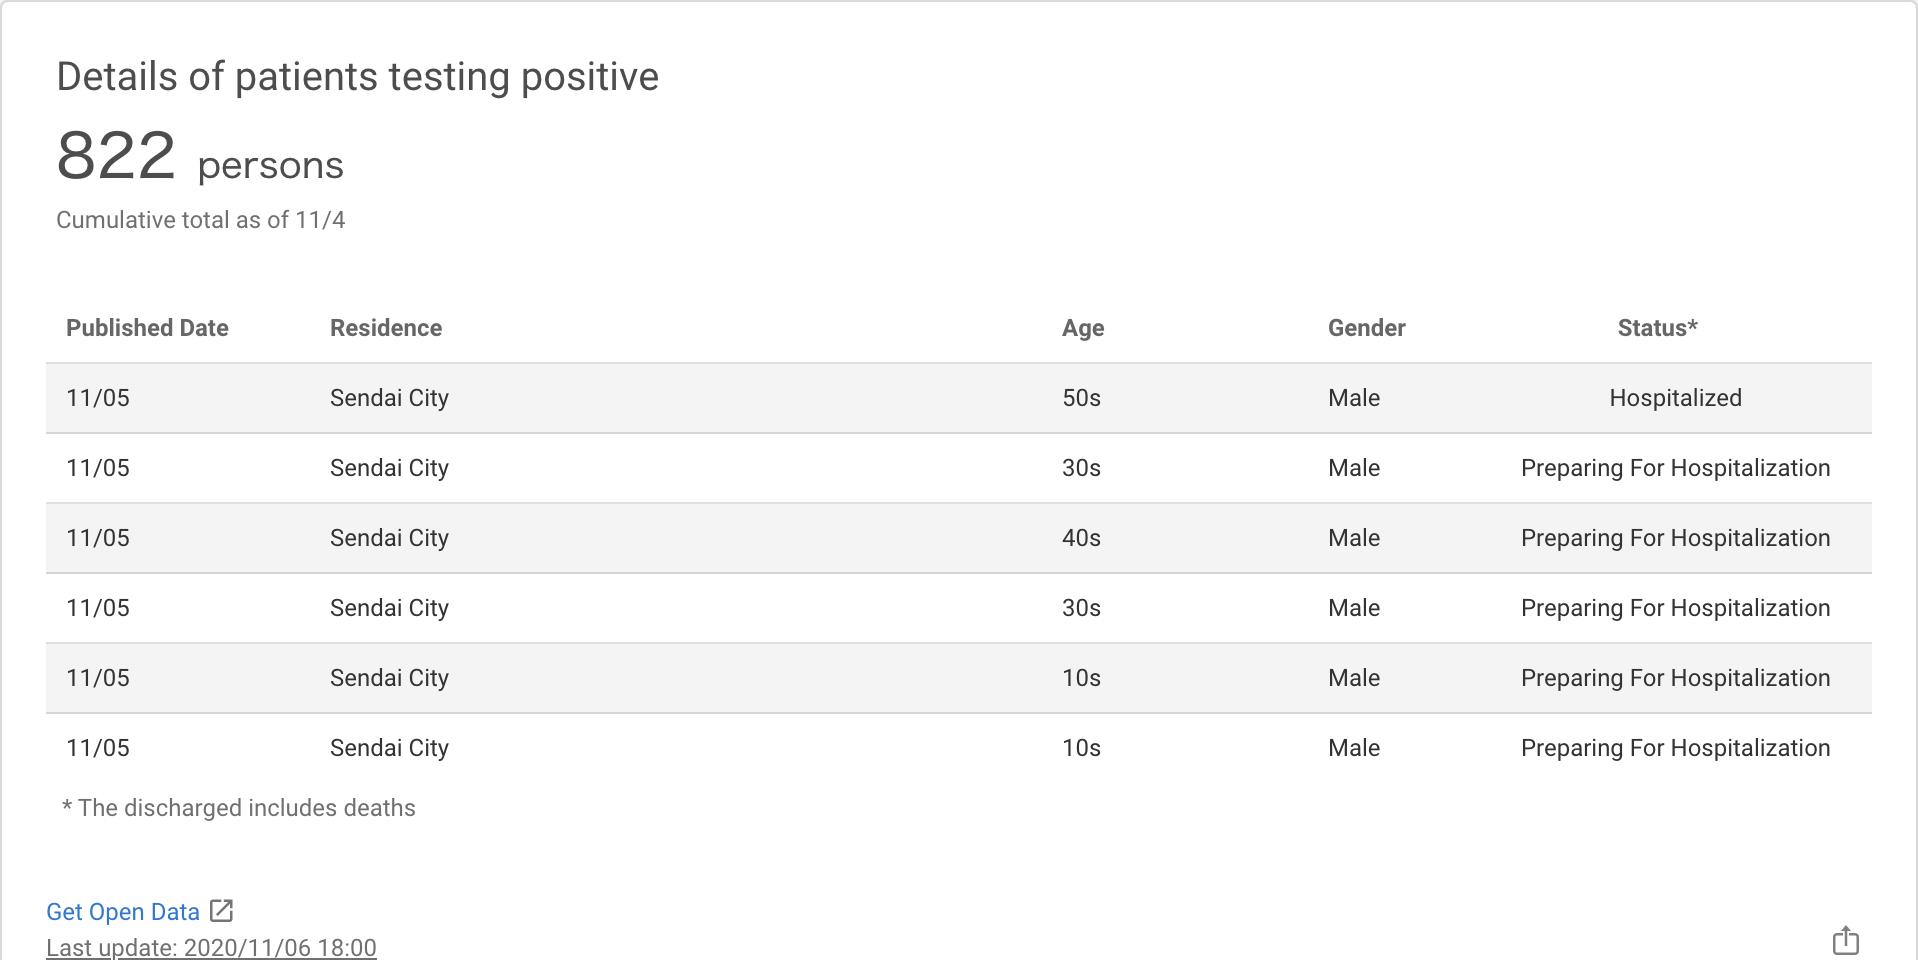 Details of patients testing positive
822 persons
Cumulative total as of 11/4
Published Date Residence Age Gender Status*
11/05 Sendai City 50s Male Hospitalized
11/05 Sendai City 30s Male Preparing For Hospitalization
11/05 Sendai City 40s Male Preparing For Hospitalization
11/05 Sendai City 30s Male Preparing For Hospitalization
11/05 Sendai City 10s Male Preparing For Hospitalization
11/05 Sendai City 10s Male Preparing For Hospitalization
* The discharged includes deaths
Get Open Data
Last update: 2020/11/06 18:00